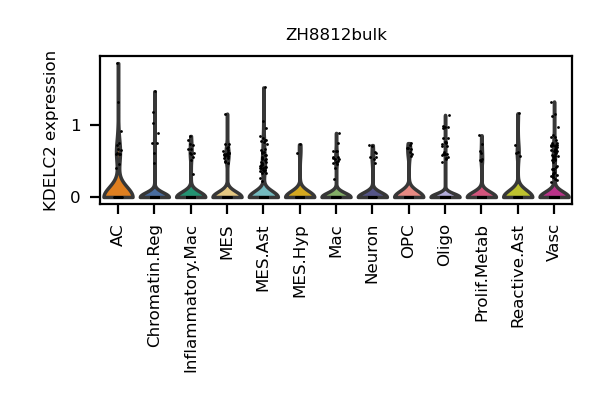 ZH8812bulk
KDELC2 expression
1
0
AC
Chromatin.Reg
Inflammatory.Mac
MES
MES.Ast
MES.Hyp
Mac
Neuron
OPC
Oligo
Prolif.Metab
Reactive.Ast
Vasc